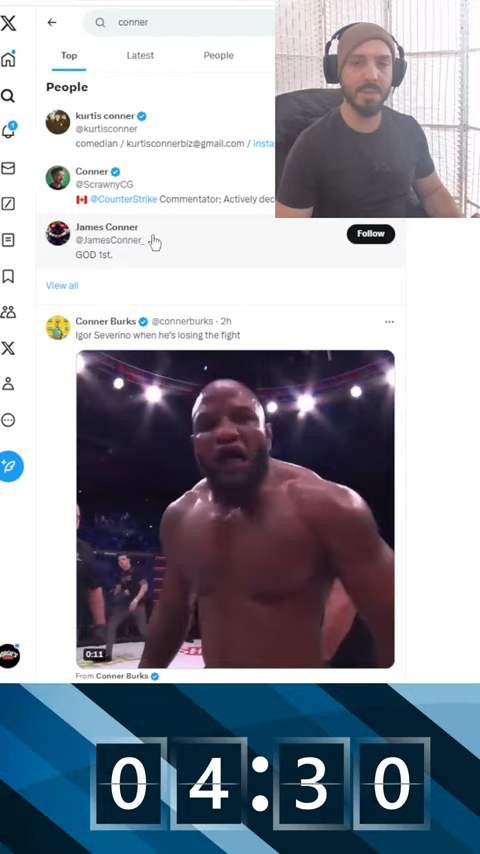 conner
Top Latest People
People
kurtis conner
@kurtisconner
comedian / kurtisconnerbiz@gmail.com / insta
Conner
@ScrawnyCG
🇨🇦 @CounterStrike Commentator; Actively dec
James Conner
@JamesConner_
GOD 1st.
Follow
View all
Conner Burks @connerburks · 2h
Igor Severino when he's losing the fight
0:11
From Conner Burks
04:30